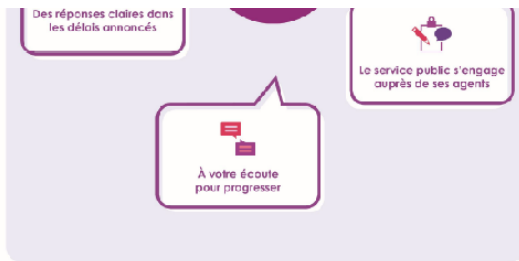 Des réponses claires dans
les délais annoncés
Le service public s'engage
auprès de ses agents
À votre écoute
pour progresser